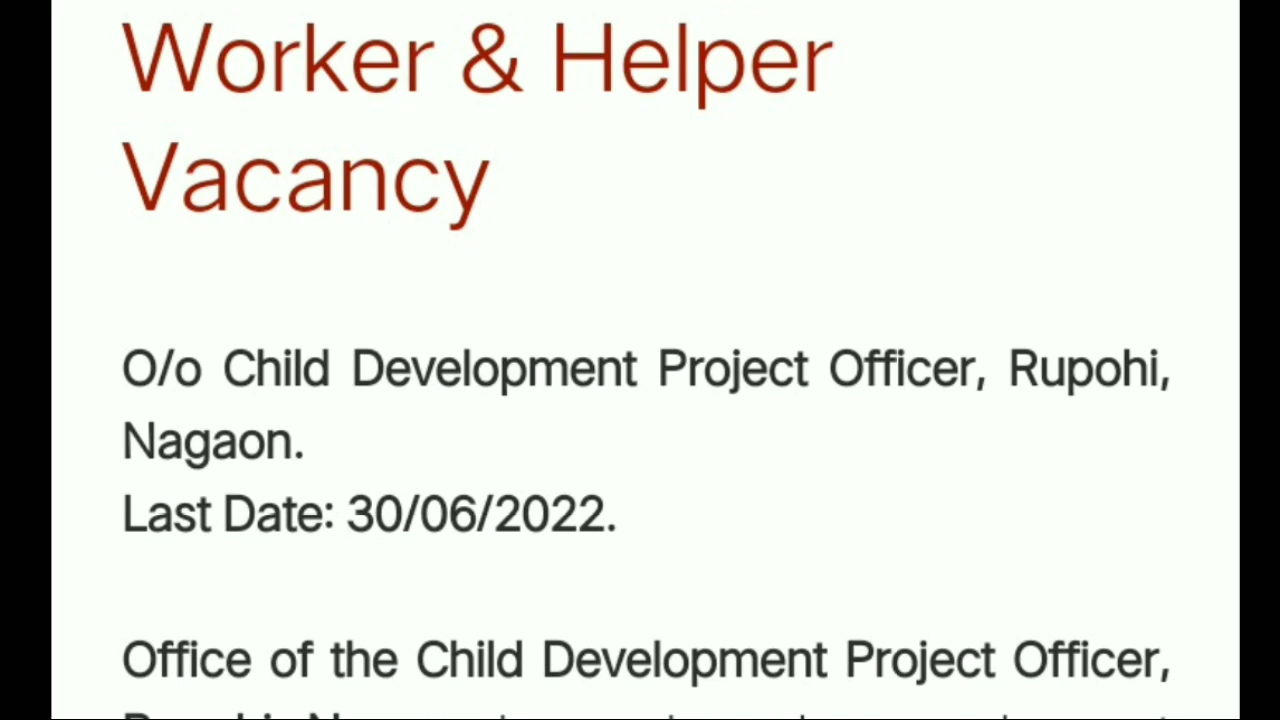 Worker & Helper
Vacancy
O/o Child Development Project Officer, Rupohi,
Nagaon.
Last Date: 30/06/2022.
Office of the Child Development Project Officer,